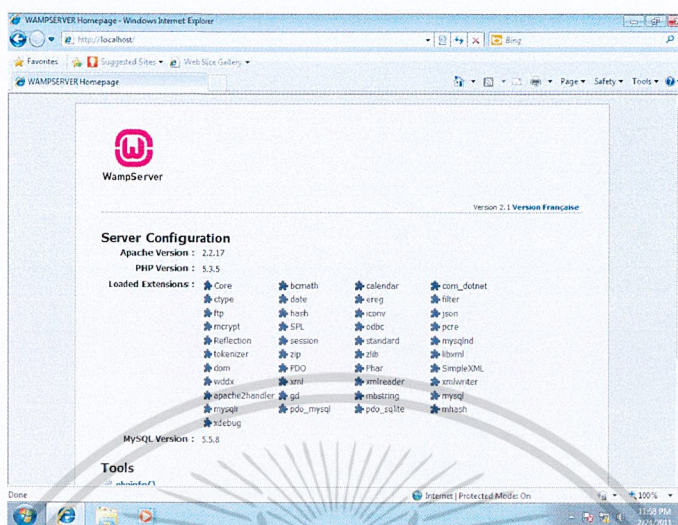 WAMPSERVER Homepage - Windows Internet Explorer
http://localhost/
Bing
Favorites Suggested Sites Web Slice Gallery
WAMPSERVER Homepage Page Safety Tools
WampServer
Version 2.1 Version Française
Server Configuration
Apache Version : 2.2.17
PHP Version : 5.3.5
Loaded Extensions : Core bcmath calendar com_dotnet
ctype date ereg filter
ftp hash iconv json
mcrypt SPL odbc pcre
Reflection session standard mysqlnd
tokenizer zip zlib libxml
dom PDO Phar SimpleXML
wddx xml xmlreader xmlwriter
apache2handler gd mbstring mysql
mysqli pdo_mysql pdo_sqlite mhash
xdebug
MySQL Version : 5.5.8
Tools
phpinfo()
Done Internet | Protected Mode: On 100%
11:58 PM
2/24/2011